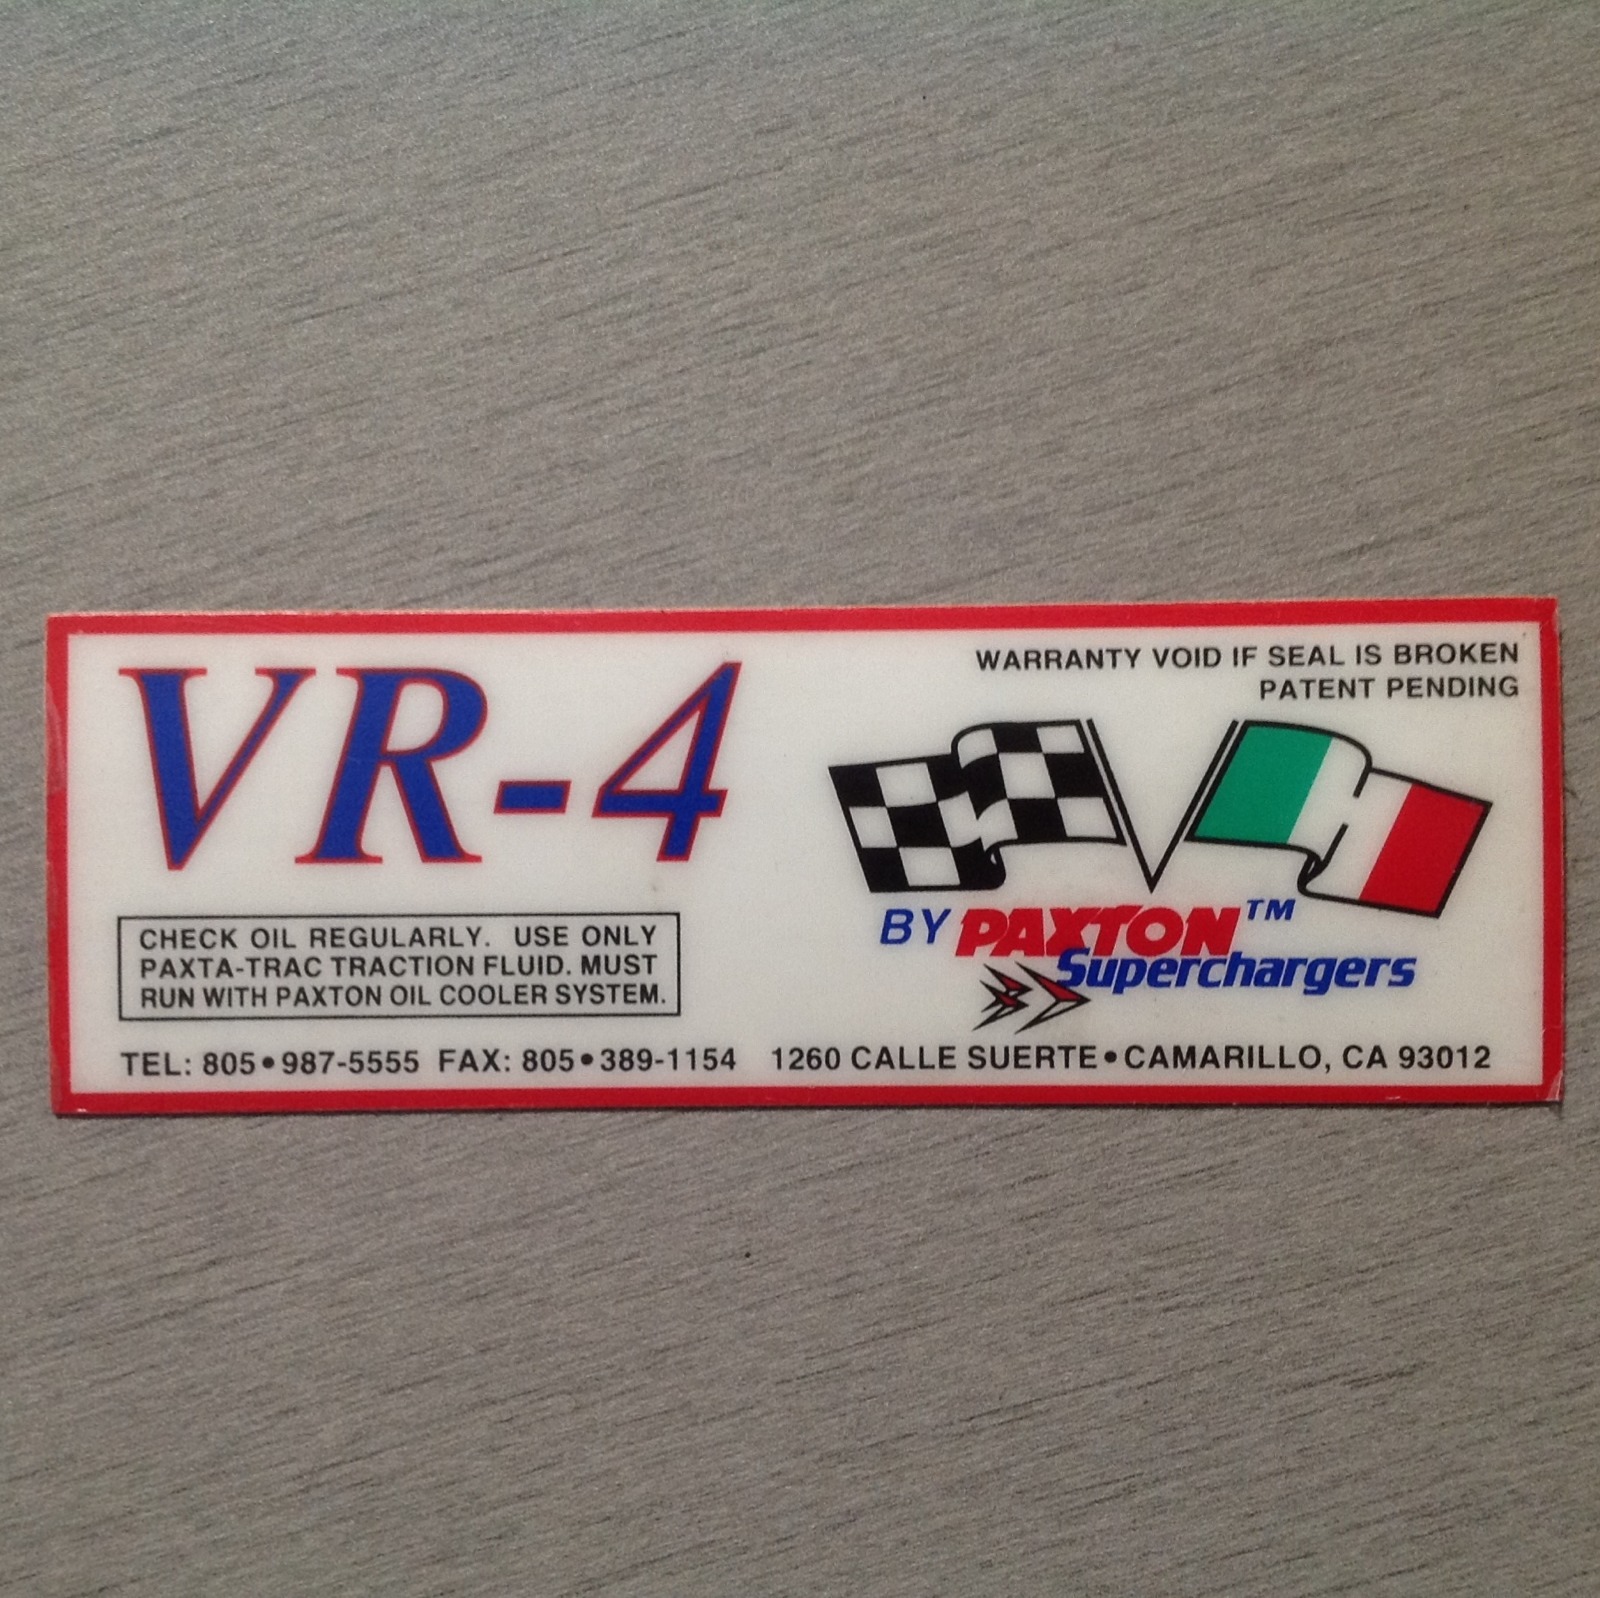 VR-4
WARRANTY VOID IF SEAL IS BROKEN
PATENT PENDING
BY PAXTON™
Superchargers
CHECK OIL REGULARLY. USE ONLY
PAXTA-TRAC TRACTION FLUID. MUST
RUN WITH PAXTON OIL COOLER SYSTEM.
TEL: 805•987-5555 FAX: 805•389-1154 1260 CALLE SUERTE•CAMARILLO, CA 93012